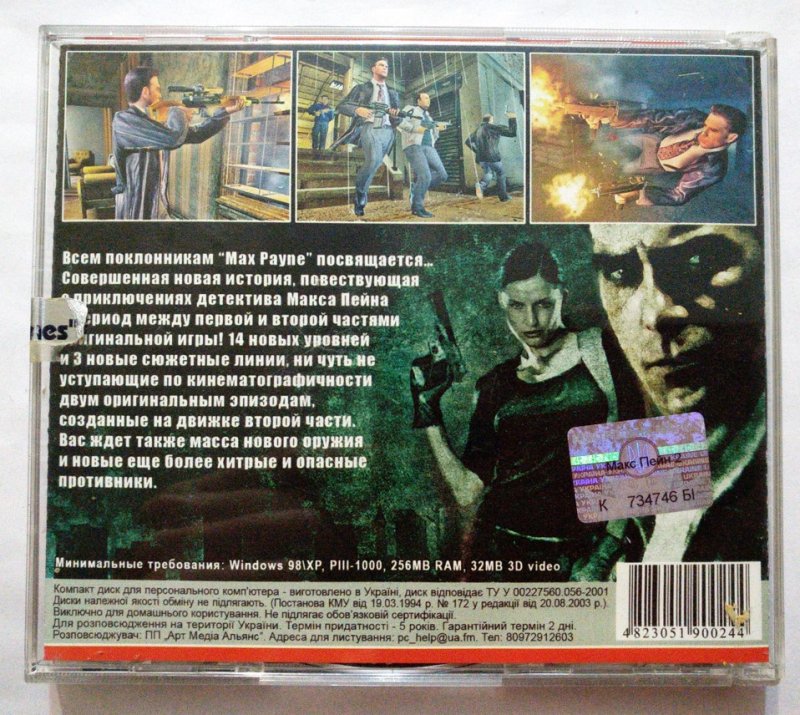 Всем поклонникам “Max Payne” посвящается...
Совершенная новая история, повествующая
приключениях детектива Макса Пейна
период между первой и второй частями
игры! 14 новых уровней
и 3 новые сюжетные линии, ни чуть не
уступающие по кинематографичности
двум оригинальным эпизодам,
созданные на движке второй части.
Вас ждет также масса нового оружия
и новые еще более хитрые и опасные
противники.
Макс Пейн
К 734746 БІ
Минимальные требования: Windows 98\XP, PIII-1000, 256MB RAM, 32MB 3D video
Компакт диск для персонального комп'ютера - виготовлено в Україні, диск відповідає ТУ У 00227560.056-2001
Диски належної якості обміну не підлягають. (Постанова КМУ від 19.03.1994 р. № 172 у редакції від 20.08.2003 р.).
Виключно для домашнього користування. Не підлягає обов'язковій сертифікації.
Для розповсюдження на території України. Термін придатності - 5 років. Гарантійний термін 2 дні.
Розповсюджувач: ПП „Арт Медіа Альянс“. Адреса для листування: pc_help@ua.fm. Тел: 80972912603
4 823051 900244